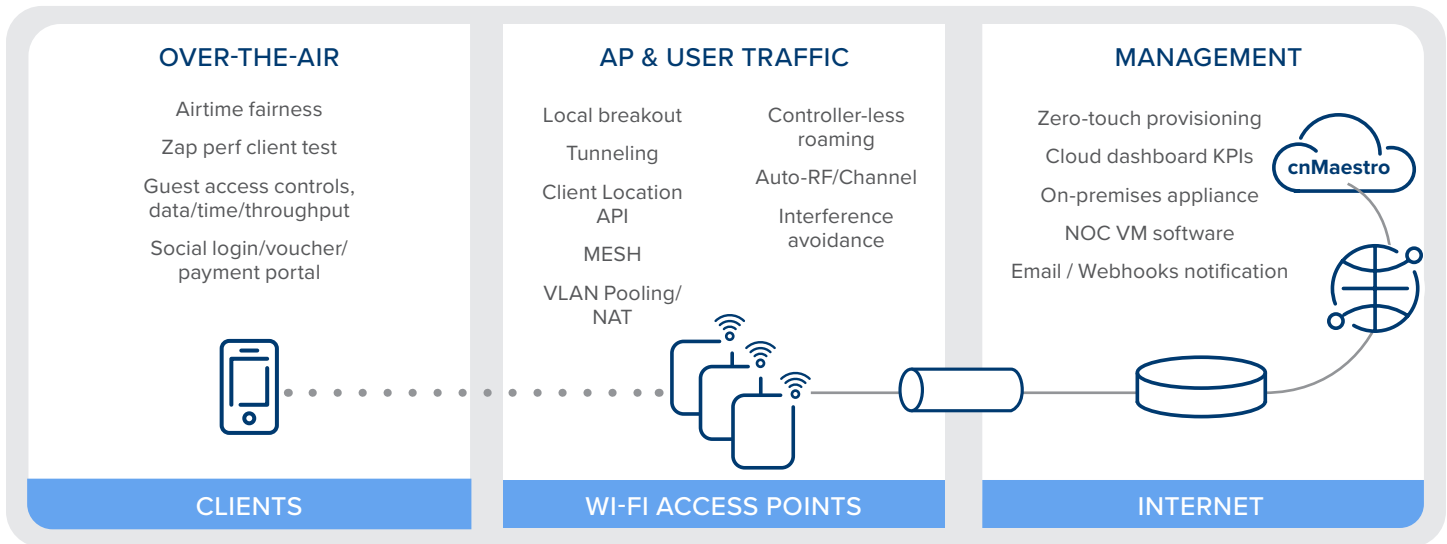 OVER-THE-AIR
Airtime fairness
Zap perf client test
Guest access controls,
data/time/throughput
Social login/voucher/
payment portal
CLIENTS
AP & USER TRAFFIC
Local breakout
Tunneling
Client Location
API
MESH
VLAN Pooling/
NAT
Controller-less
roaming
Auto-RF/Channel
Interference
avoidance
WI-FI ACCESS POINTS
MANAGEMENT
Zero-touch provisioning
Cloud dashboard KPIs
On-premises appliance
NOC VM software
Email / Webhooks notification
cnMaestro
INTERNET